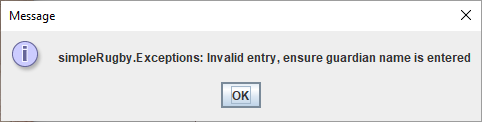 Message
simpleRugby.Exceptions: Invalid entry, ensure guardian name is entered
OK